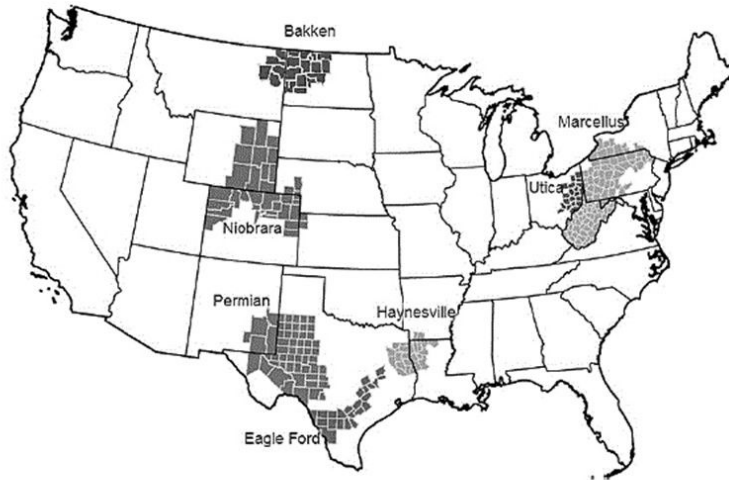 Bakken
Marcellus
Utica
Niobrara
Permian
Haynesville
Eagle Ford